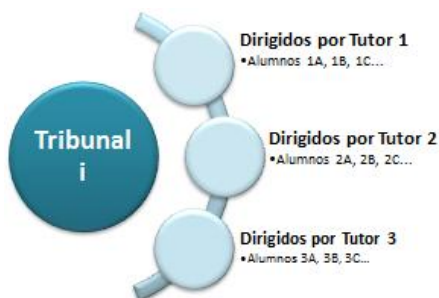 Tribunal
i
Dirigidos por Tutor 1
•Alumnos 1A, 1B, 1C...
Dirigidos por Tutor 2
•Alumnos 2A, 2B, 2C...
Dirigidos por Tutor 3
•Alumnos 3A, 3B, 3C...